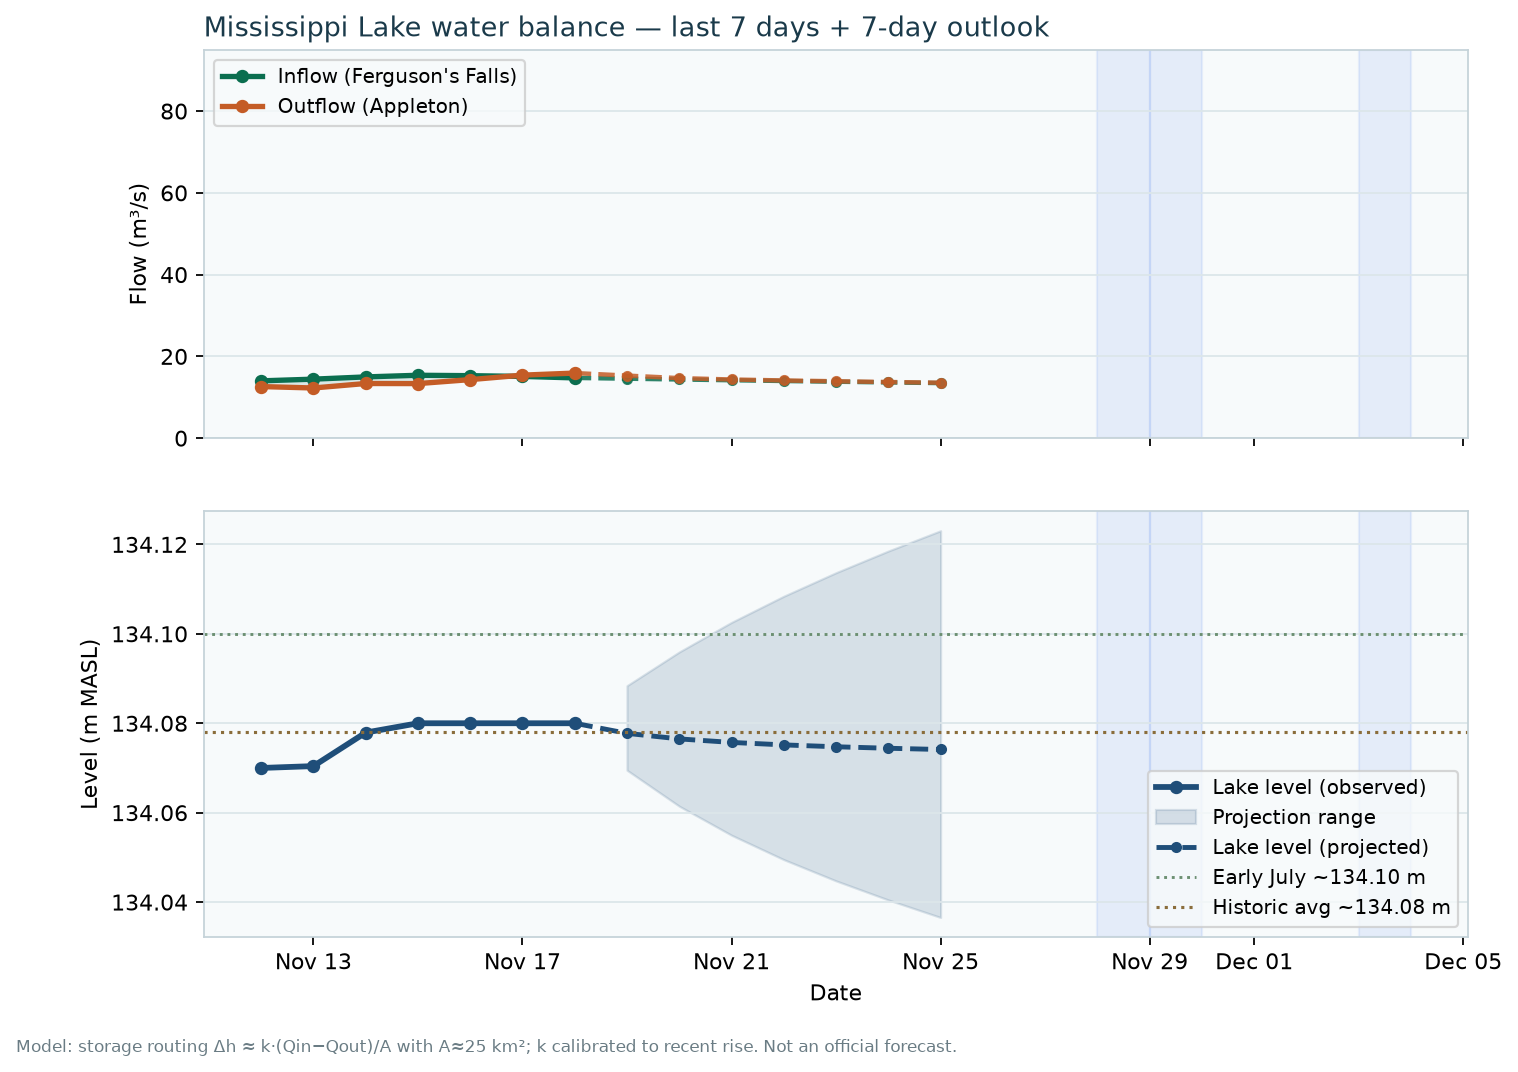 Mississippi Lake water balance — last 7 days + 7-day outlook
Inflow (Ferguson's Falls)
Outflow (Appleton)
Flow (m³/s)
80
60
40
20
0
Level (m MASL)
134.12
134.10
134.08
134.06
134.04
Lake level (observed)
Projection range
Lake level (projected)
Early July ~134.10 m
Historic avg ~134.08 m
Nov 13 Nov 17 Nov 21 Nov 25 Nov 29 Dec 01 Dec 05
Date
Model: storage routing Δh ≈ k·(Qin−Qout)/A with A≈25 km²; k calibrated to recent rise. Not an official forecast.